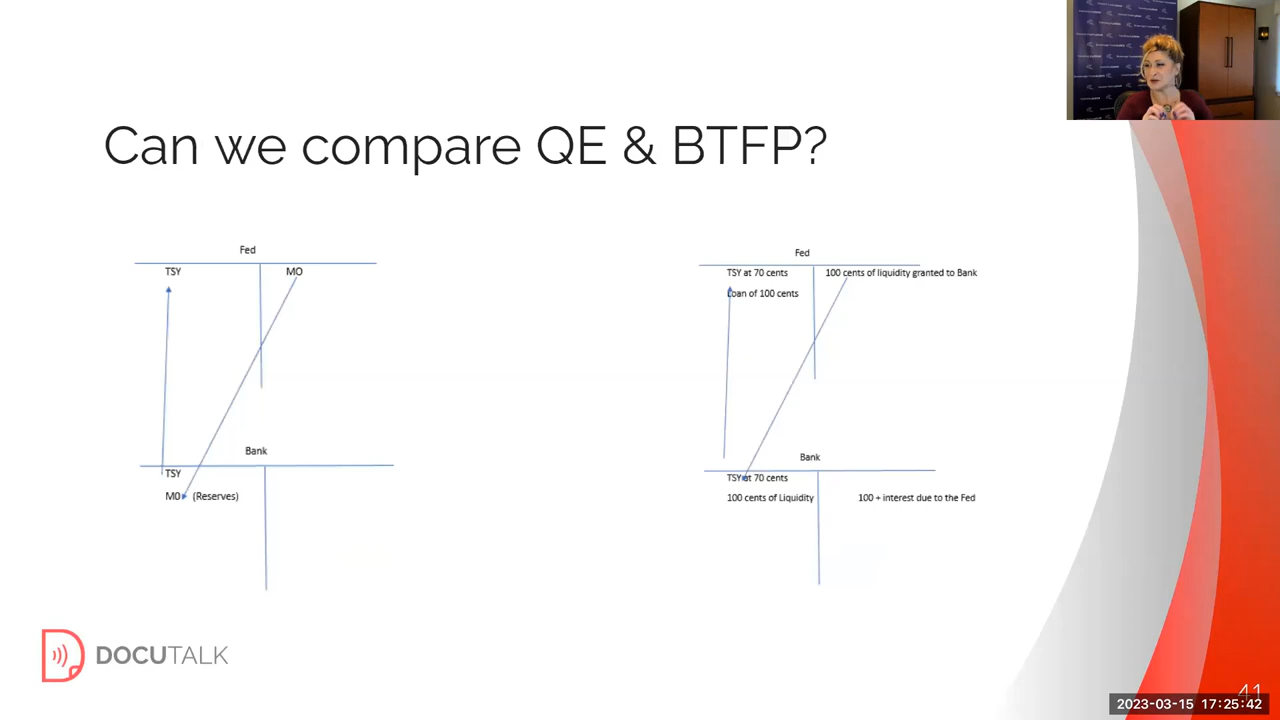 Can we compare QE & BTFP?
Fed
TSY
MO
Bank
TSY
M0 (Reserves)
Fed
TSY at 70 cents
100 cents of liquidity granted to Bank
Loan of 100 cents
Bank
TSY at 70 cents
100 cents of Liquidity
100 + interest due to the Fed
DOCUTALK
41
2023-03-15 17:25:42